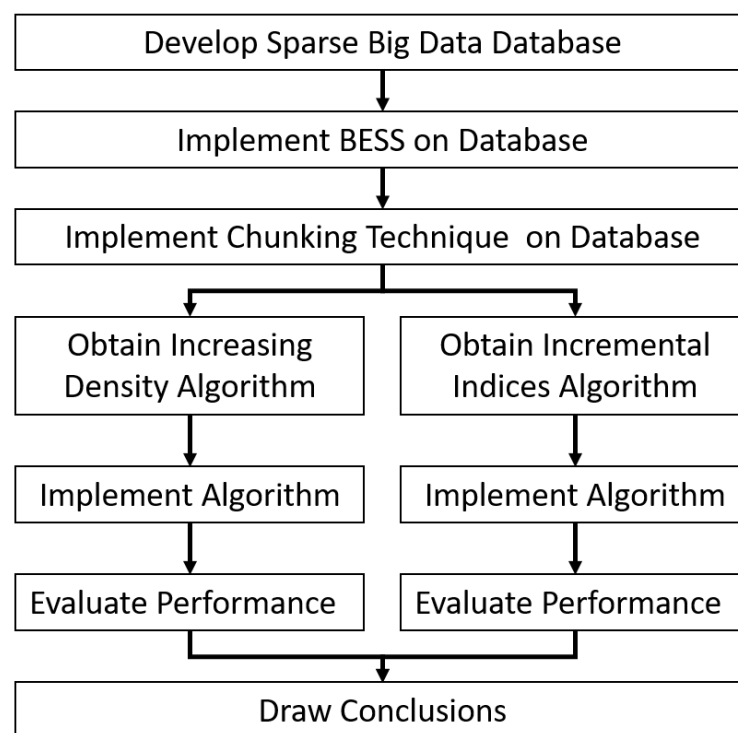 Develop Sparse Big Data Database
Implement BESS on Database
Implement Chunking Technique on Database
Obtain Increasing
Density Algorithm
Obtain Incremental
Indices Algorithm
Implement Algorithm
Implement Algorithm
Evaluate Performance
Evaluate Performance
Draw Conclusions